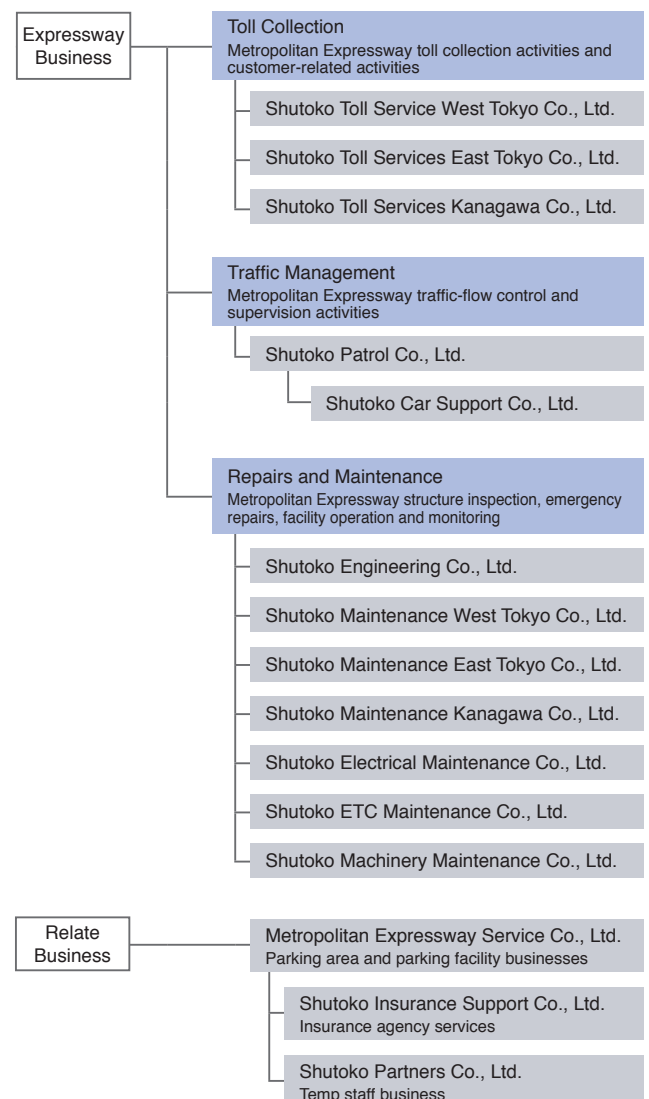 Expressway
Business
Toll Collection
Metropolitan Expressway toll collection activities and
customer-related activities
Shutoko Toll Service West Tokyo Co., Ltd.
Shutoko Toll Services East Tokyo Co., Ltd.
Shutoko Toll Services Kanagawa Co., Ltd.
Traffic Management
Metropolitan Expressway traffic-flow control and
supervision activities
Shutoko Patrol Co., Ltd.
Shutoko Car Support Co., Ltd.
Repairs and Maintenance
Metropolitan Expressway structure inspection, emergency
repairs, facility operation and monitoring
Shutoko Engineering Co., Ltd.
Shutoko Maintenance West Tokyo Co., Ltd.
Shutoko Maintenance East Tokyo Co., Ltd.
Shutoko Maintenance Kanagawa Co., Ltd.
Shutoko Electrical Maintenance Co., Ltd.
Shutoko ETC Maintenance Co., Ltd.
Shutoko Machinery Maintenance Co., Ltd.
Relate
Business
Metropolitan Expressway Service Co., Ltd.
Parking area and parking facility businesses
Shutoko Insurance Support Co., Ltd.
Insurance agency services
Shutoko Partners Co., Ltd.
Temp staff business